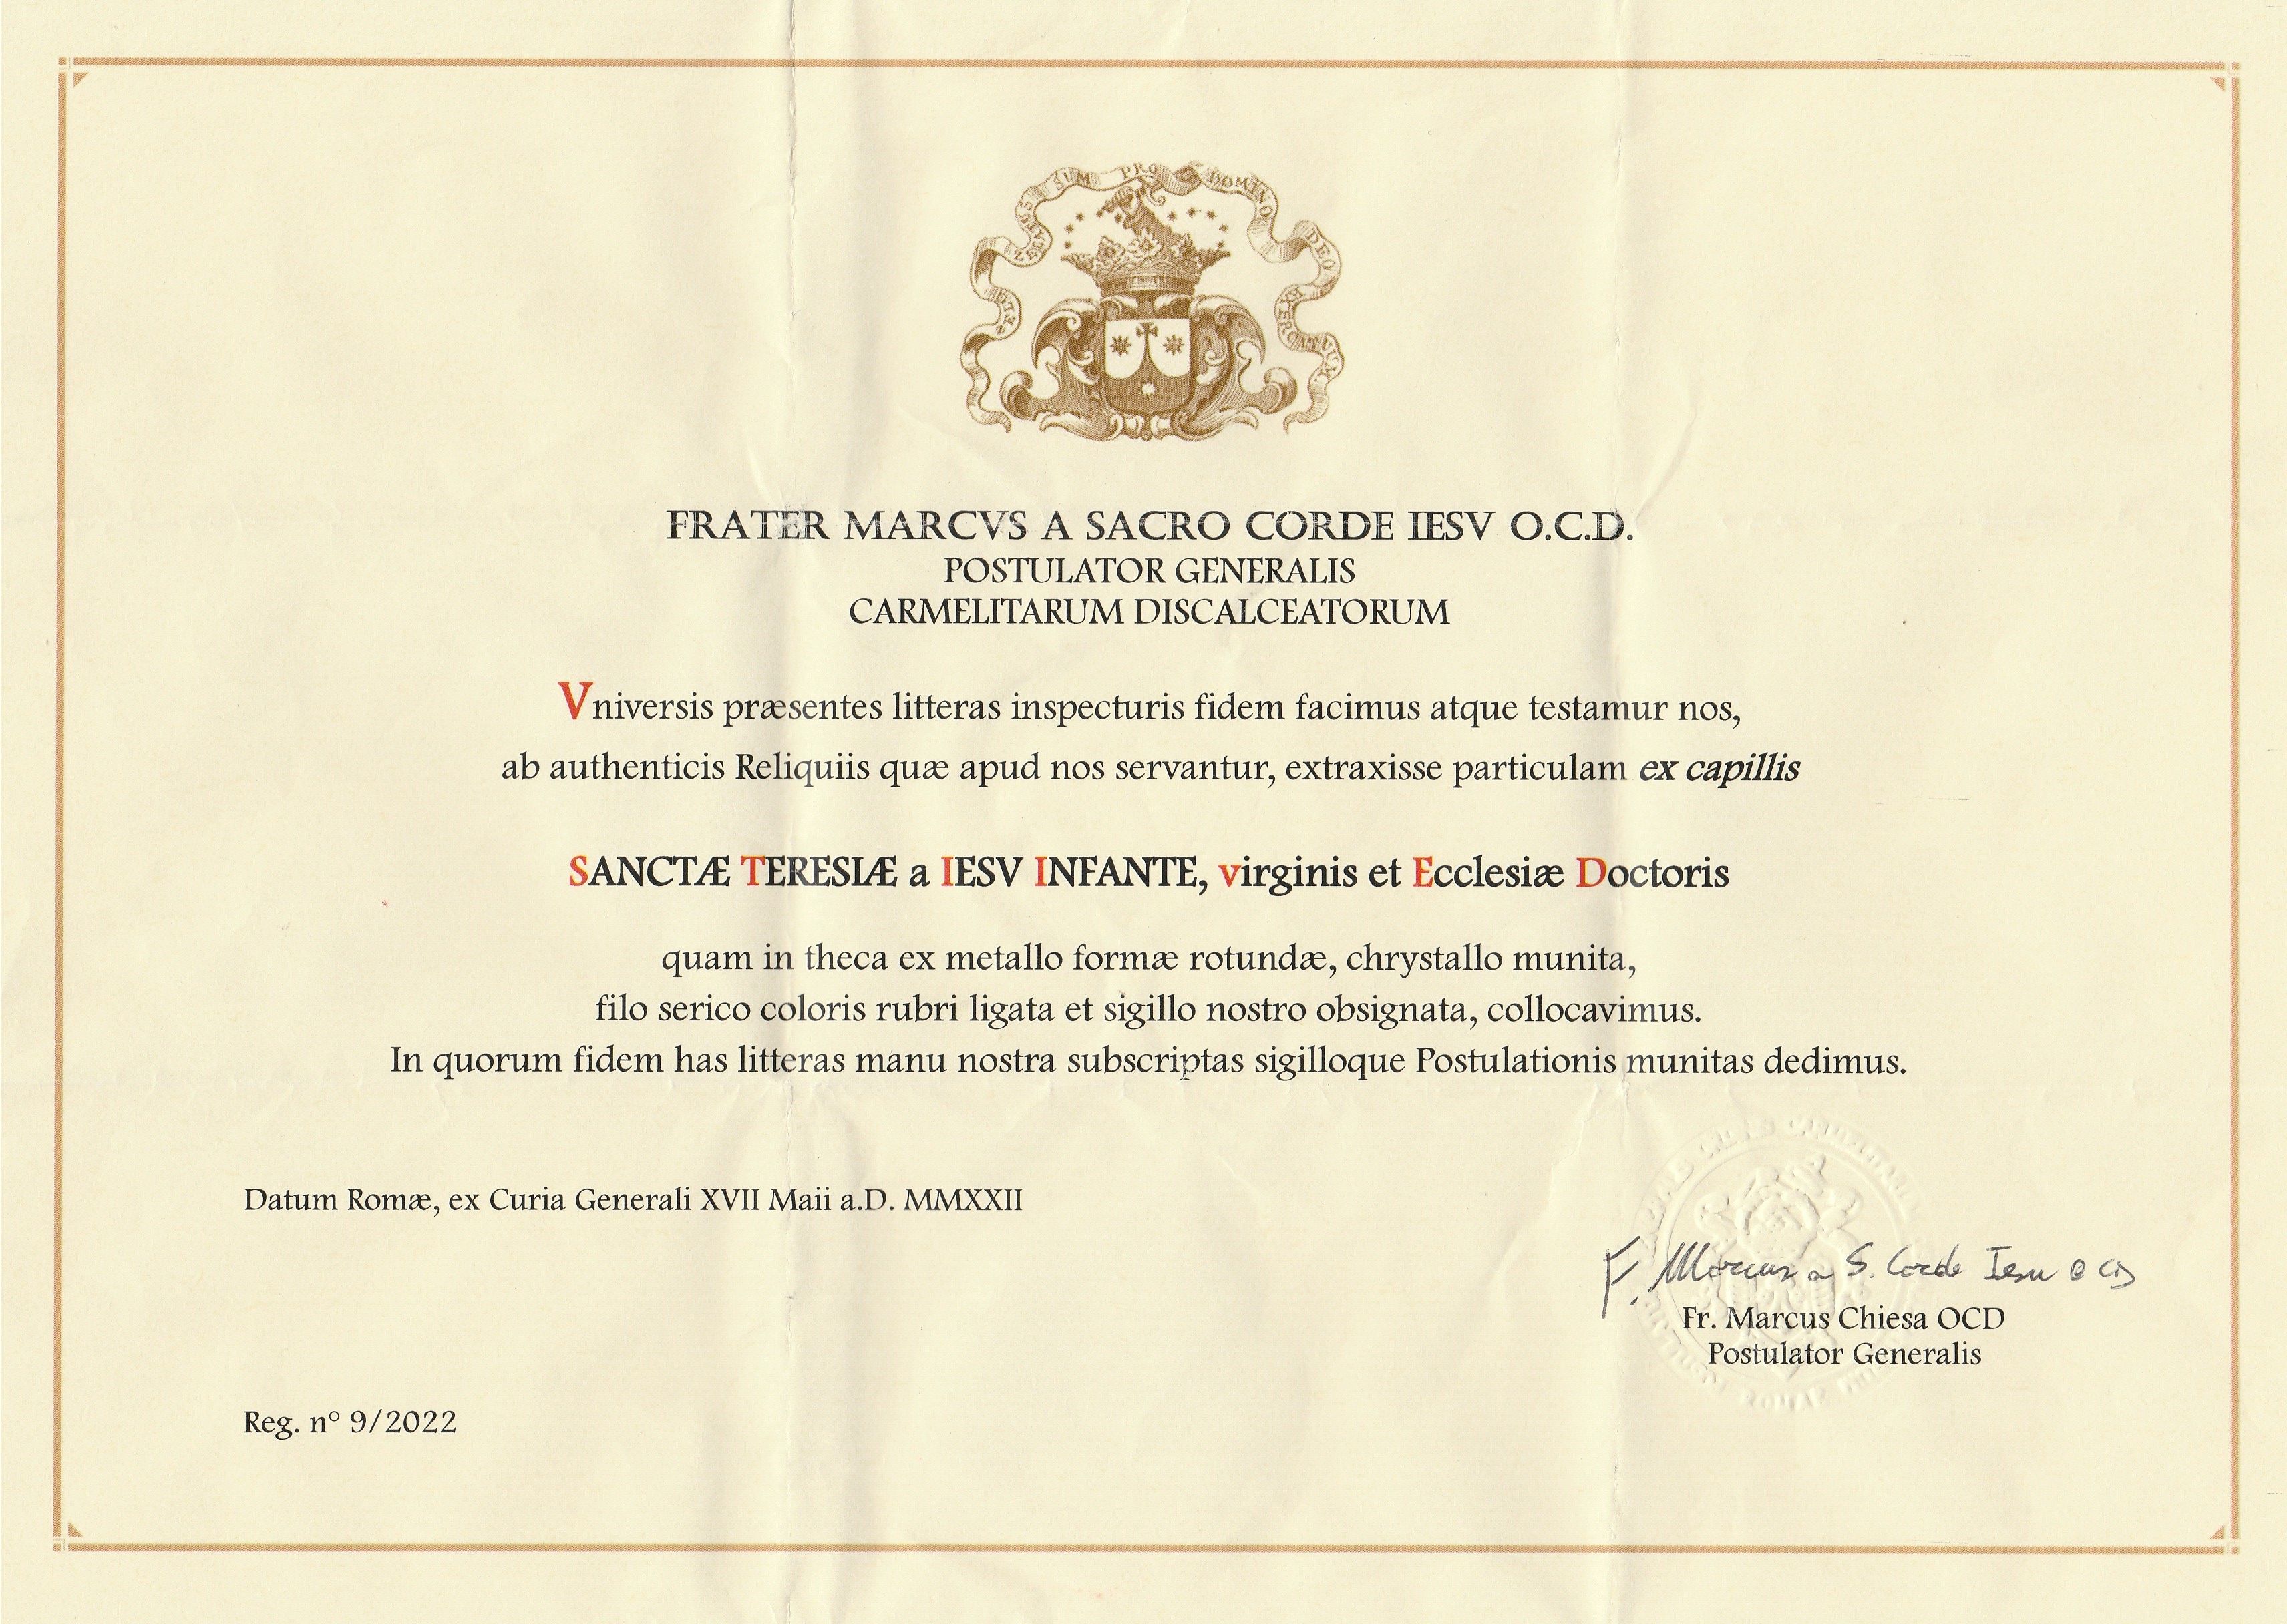 ZELO ZELATUS SUM PRO DOMINO DEO EXERCITUUM
FRATER MARCVS A SACRO CORDE IESV O.C.D.
POSTULATOR GENERALIS
CARMELITARUM DISCALCEATORUM
Vniversis præsentes litteras inspecturis fidem facimus atque testamur nos,
ab authenticis Reliquiis quæ apud nos servantur, extraxisse particulam ex capillis
SANCTÆ TERESIÆ a IESV INFANTE, virginis et Ecclesiæ Doctoris
quam in theca ex metallo formæ rotundæ, chrystallo munita,
filo serico coloris rubri ligata et sigillo nostro obsignata, collocavimus.
In quorum fidem has litteras manu nostra subscriptas sigilloque Postulationis munitas dedimus.
Datum Romæ, ex Curia Generali XVII Maii a.D. MMXXII
F. Marcus a S. Corde Iesu OCD
Fr. Marcus Chiesa OCD
Postulator Generalis
Reg. n° 9/2022